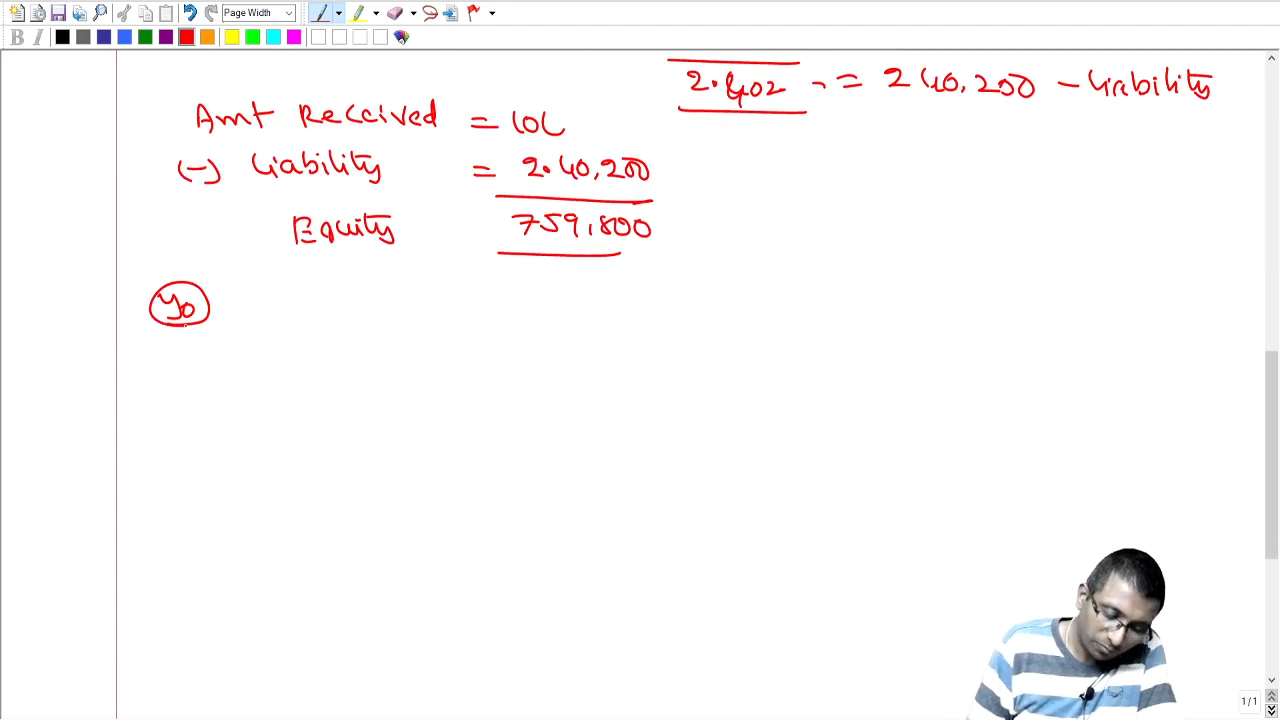 Page Width
B I
2.402 = 240,200 - Liability
Amt Received = 10L
(-) Liability = 2.40,200
Equity 759,800
Y0
1/1